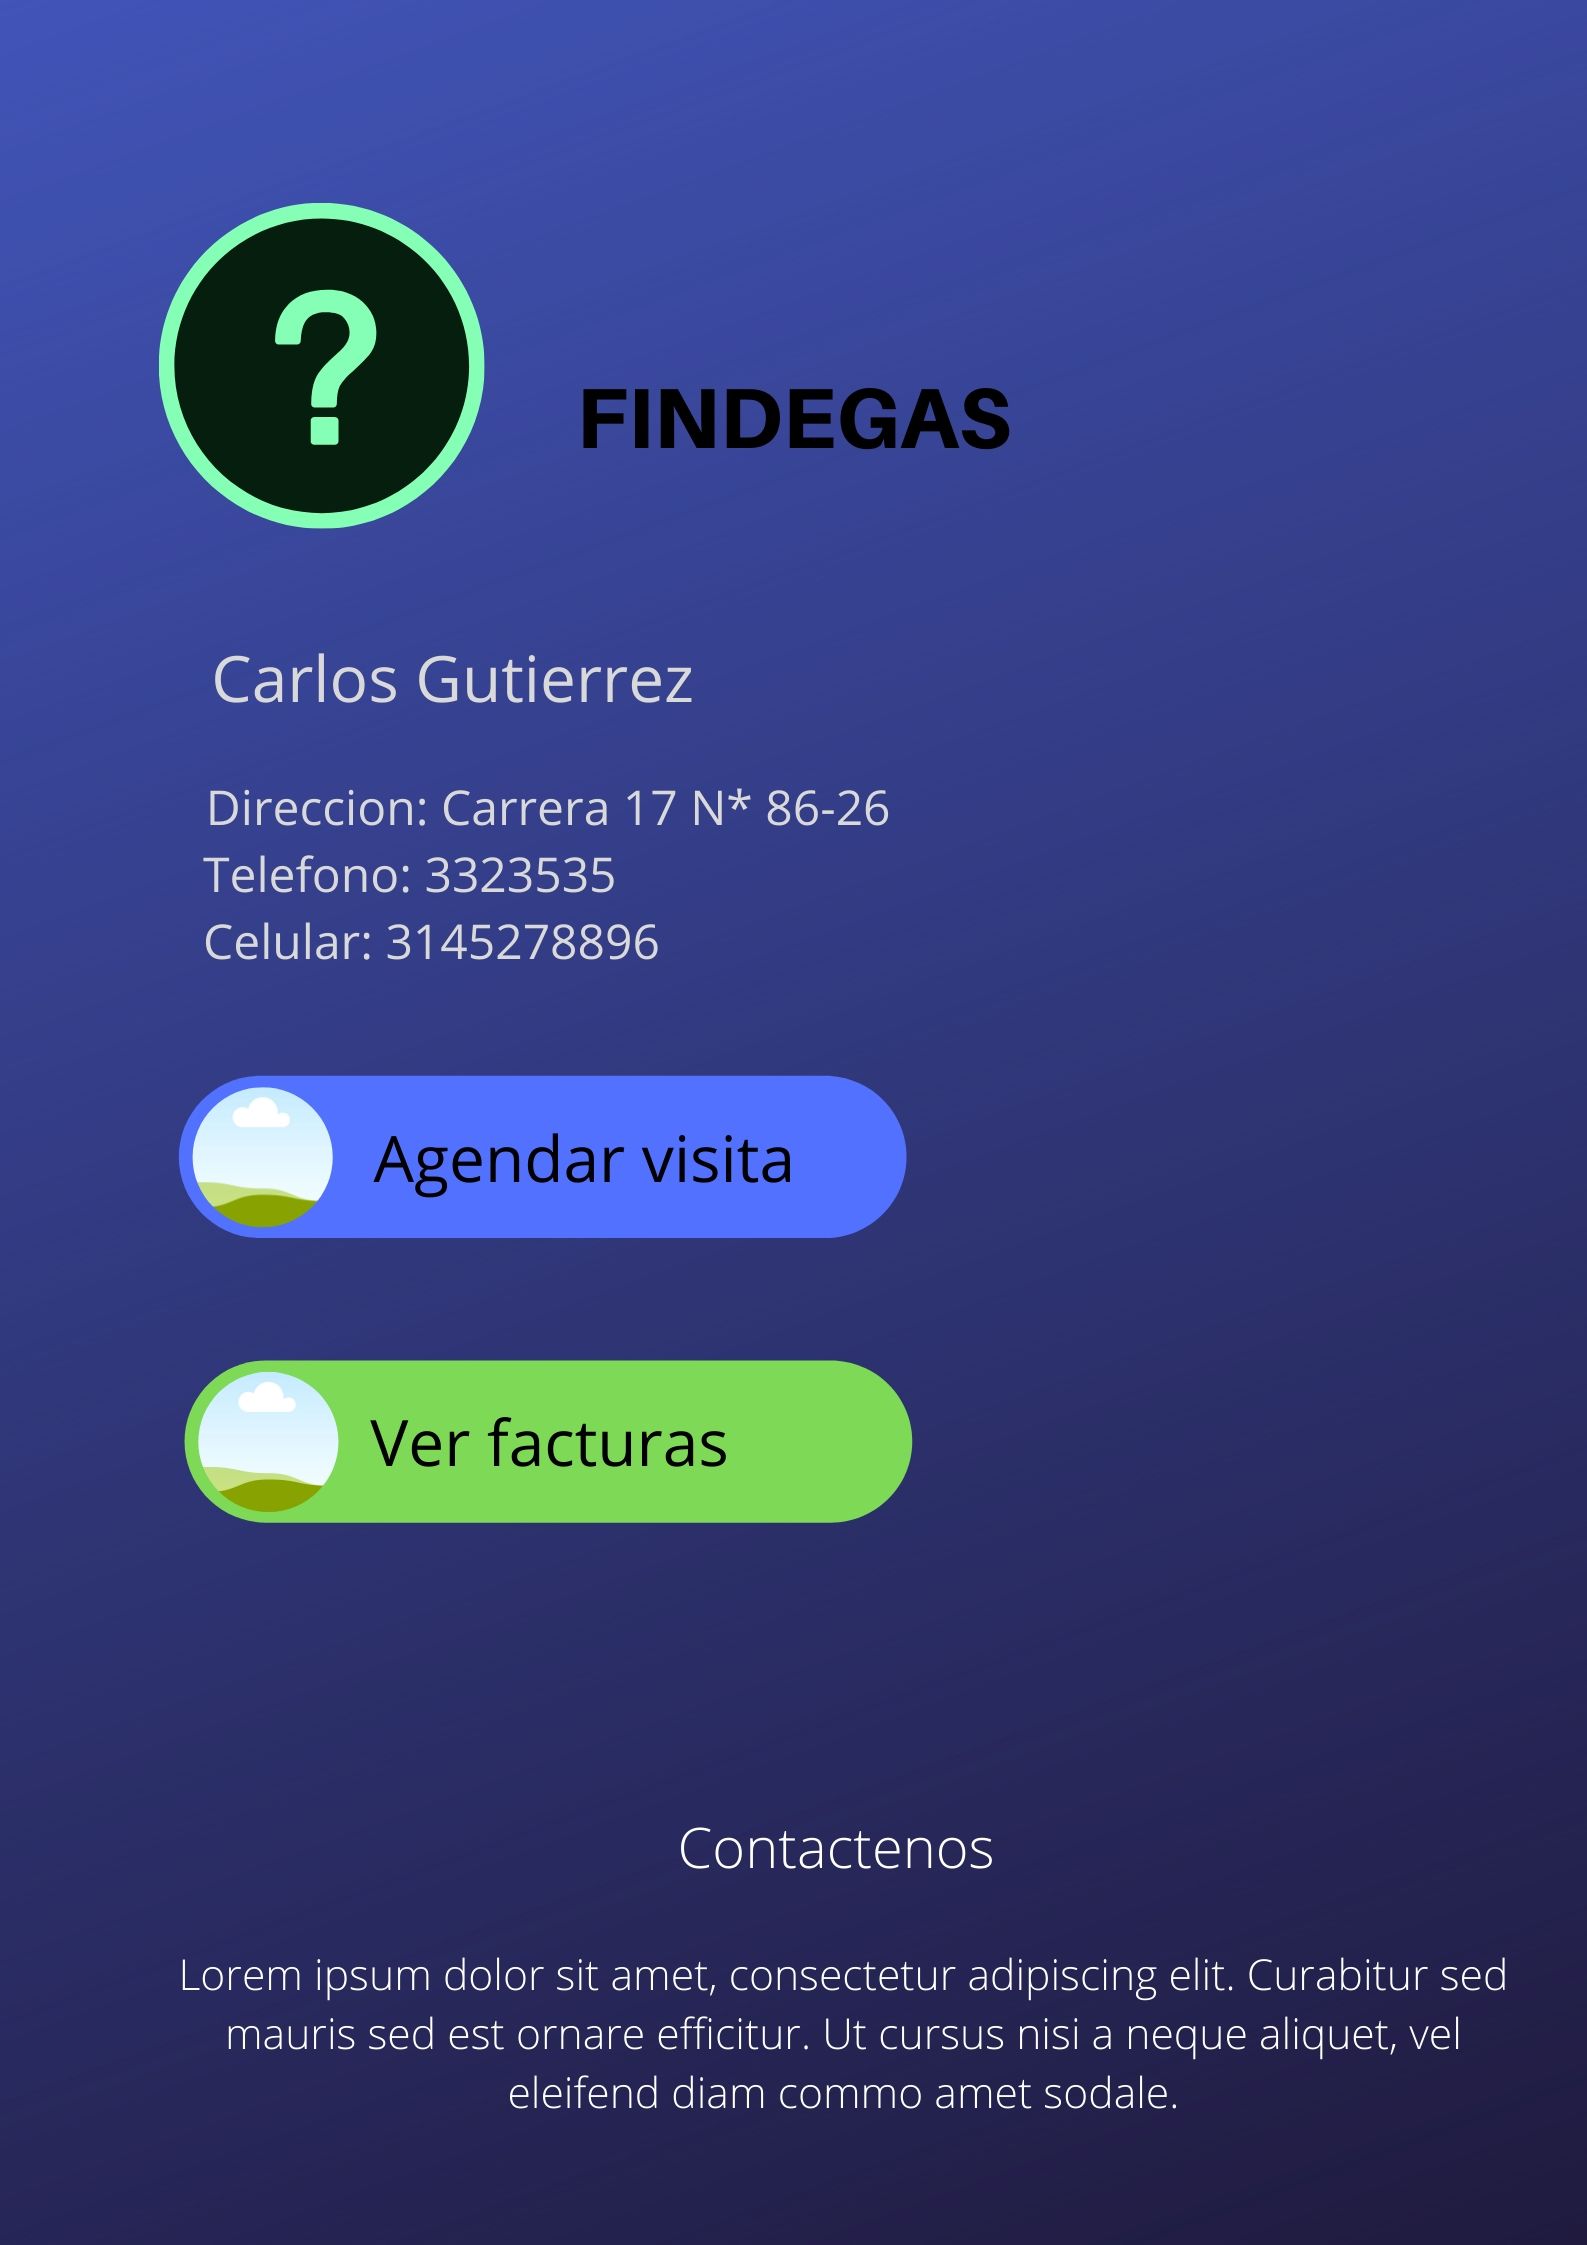 ?
FINDEGAS
Carlos Gutierrez
Direccion: Carrera 17 N* 86-26
Telefono: 3323535
Celular: 3145278896
Agendar visita
Ver facturas
Contactenos
Lorem ipsum dolor sit amet, consectetur adipiscing elit. Curabitur sed
mauris sed est ornare efficitur. Ut cursus nisi a neque aliquet, vel
eleifend diam commo amet sodale.